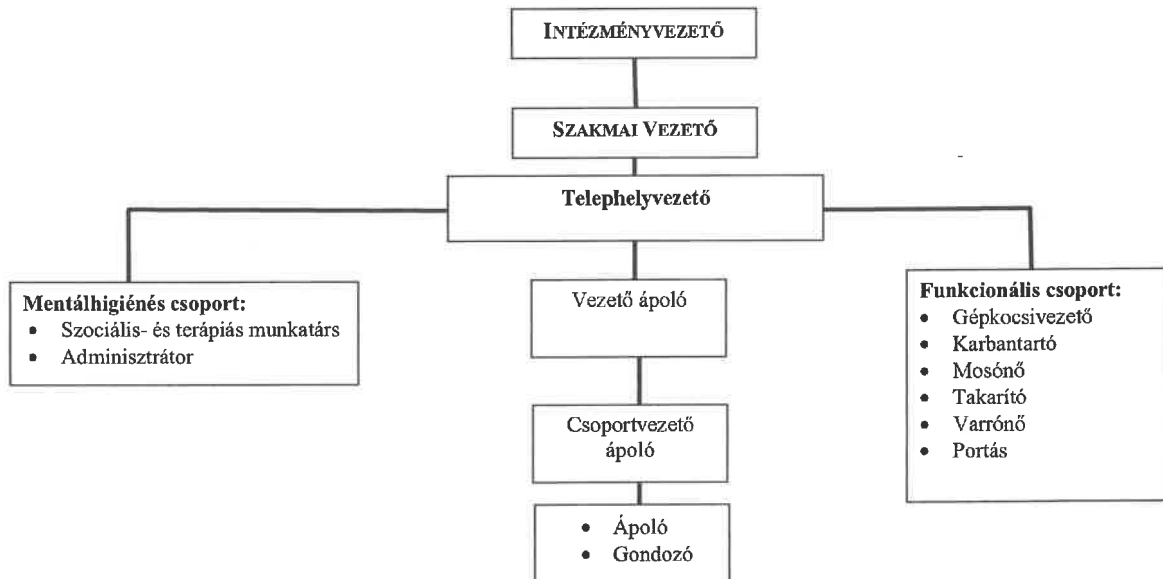 INTÉZMÉNYVEZETŐ
SZAKMAI VEZETŐ
Telephelyvezető
Mentálhigiénés csoport:
• Szociális- és terápiás munkatárs
• Adminisztrátor
Vezető ápoló
Csoportvezető
ápoló
• Ápoló
• Gondozó
Funkcionális csoport:
• Gépkocsivezető
• Karbantartó
• Mosónő
• Takarító
• Varrónő
• Portás